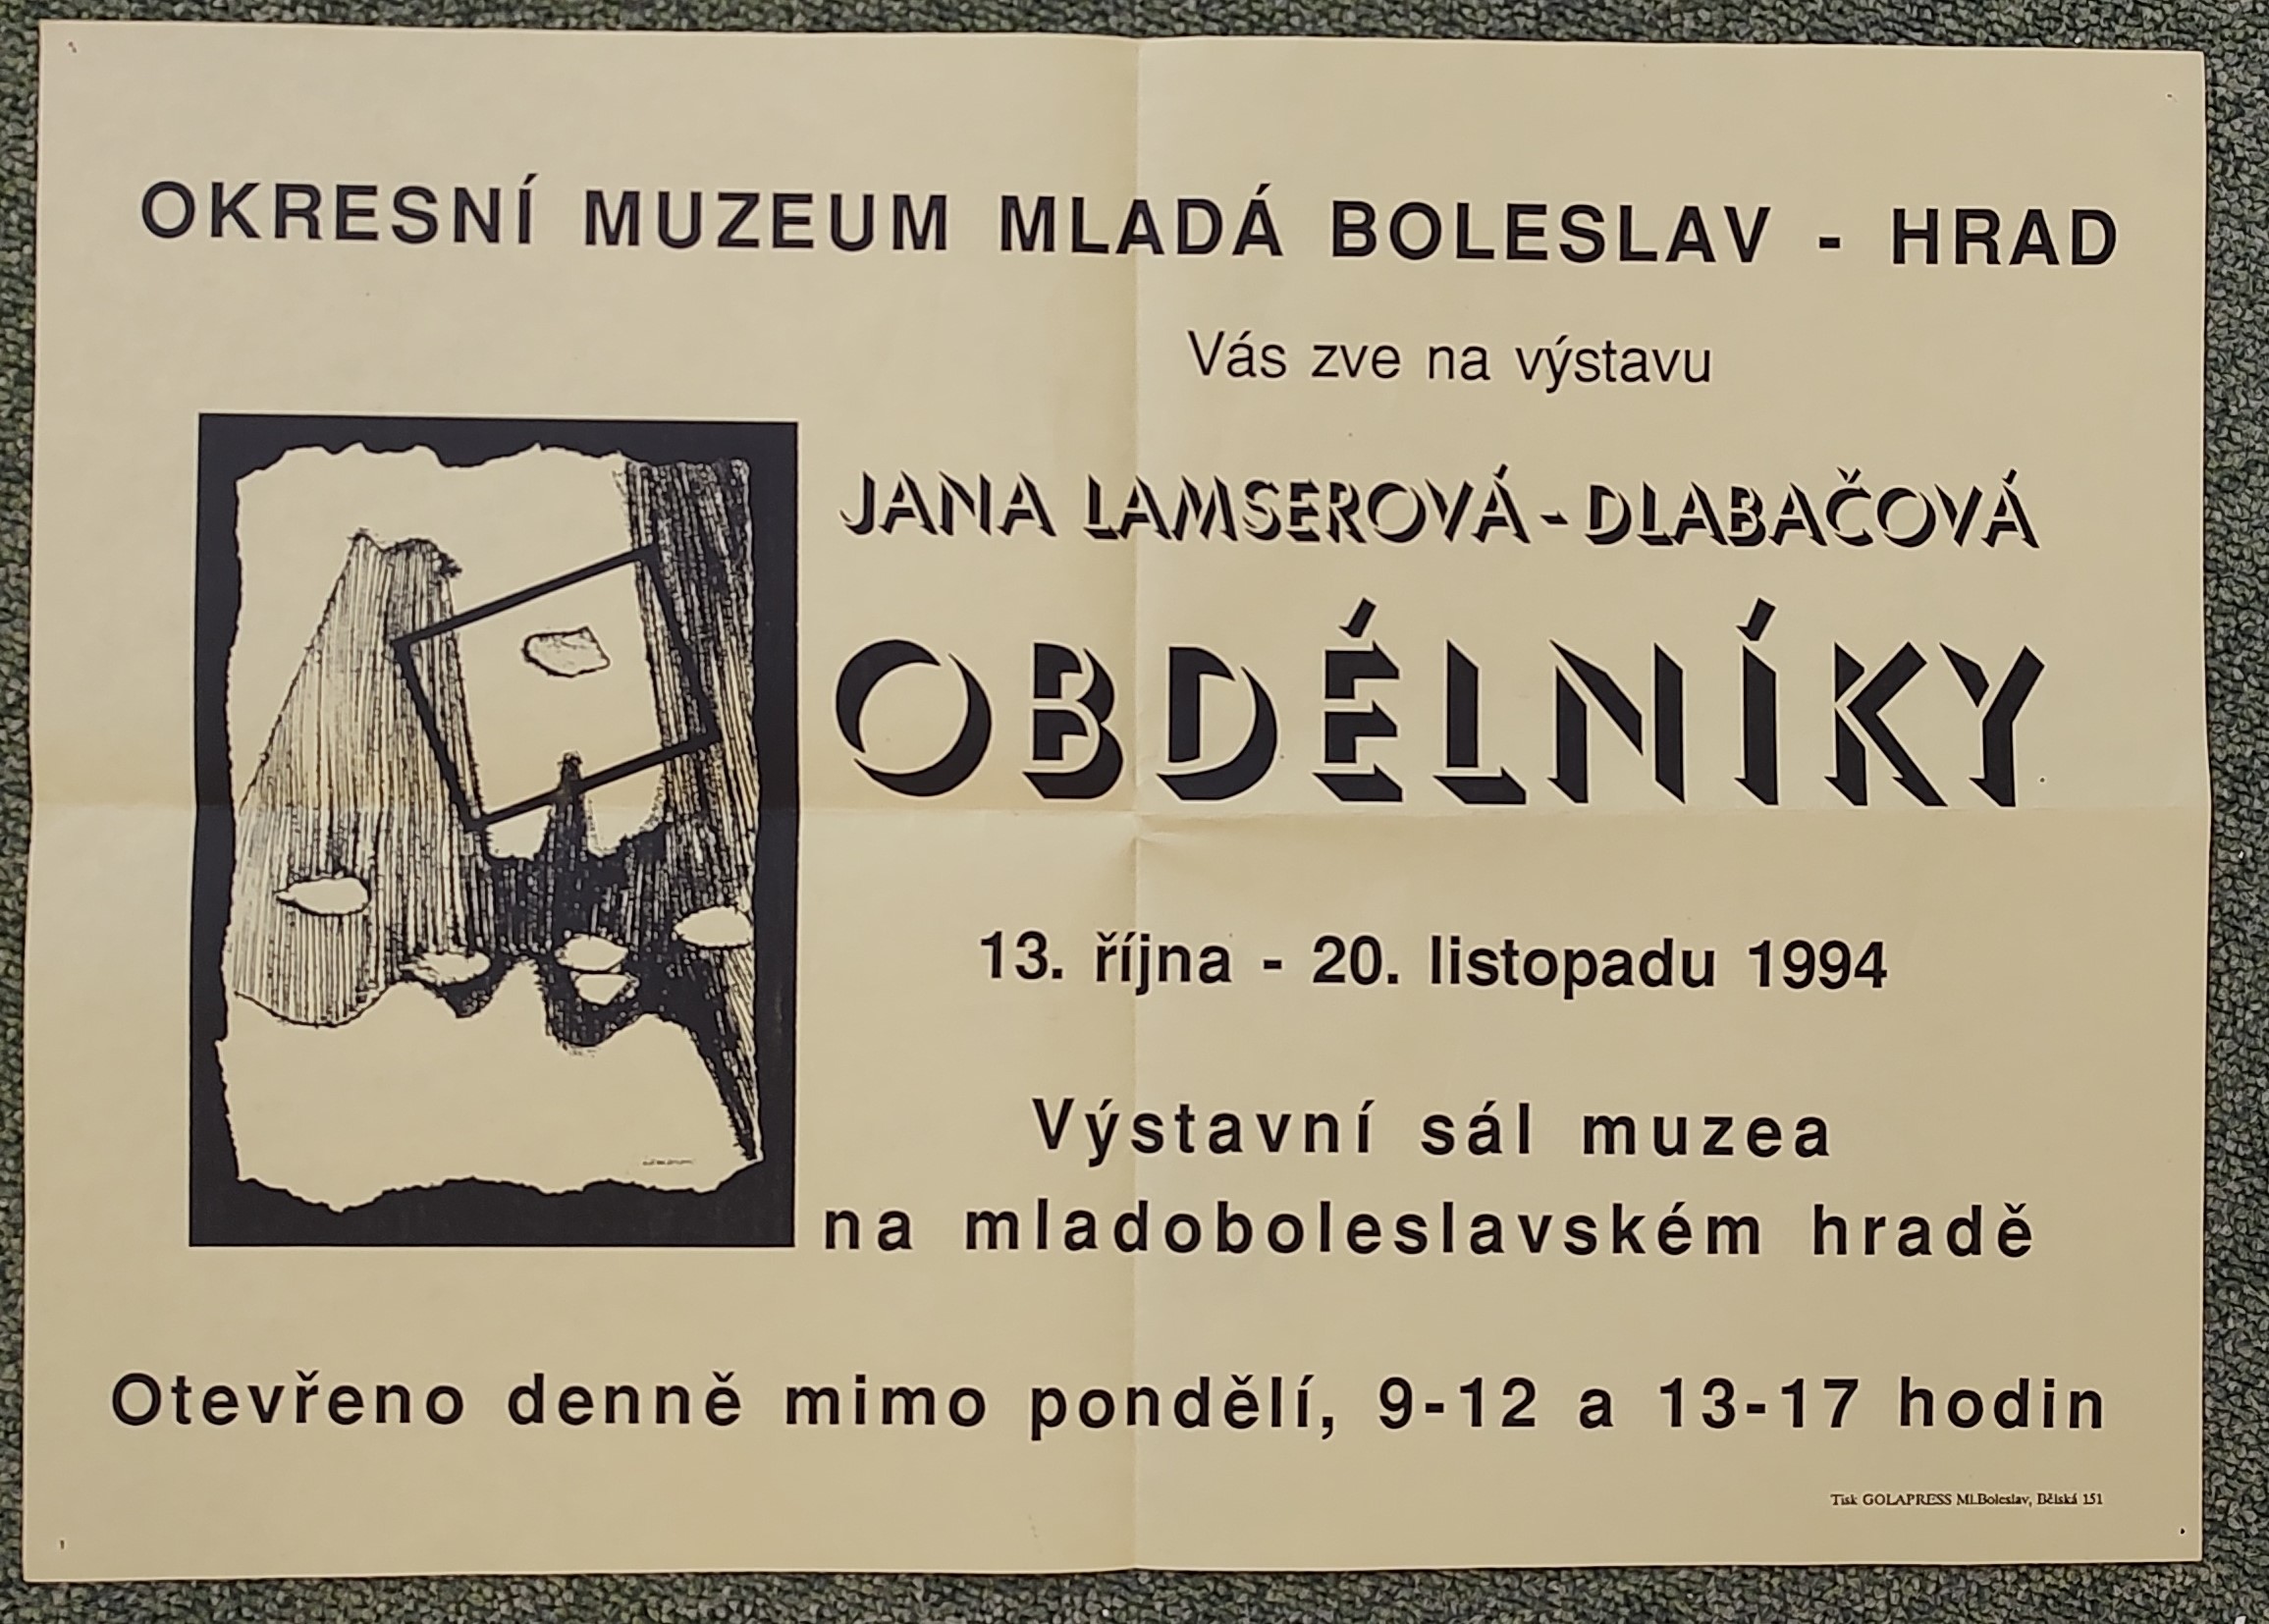 OKRESNÍ MUZEUM MLADÁ BOLESLAV - HRAD
Vás zve na výstavu
JANA LAMSEROVÁ-DLABAČOVÁ
OBDÉLNÍKY
13. října - 20. listopadu 1994
Výstavní sál muzea
na mladoboleslavském hradě
Otevřeno denně mimo pondělí, 9-12 a 13-17 hodin
Tisk GOLAPRESS Ml.Boleslav, Bělská 151